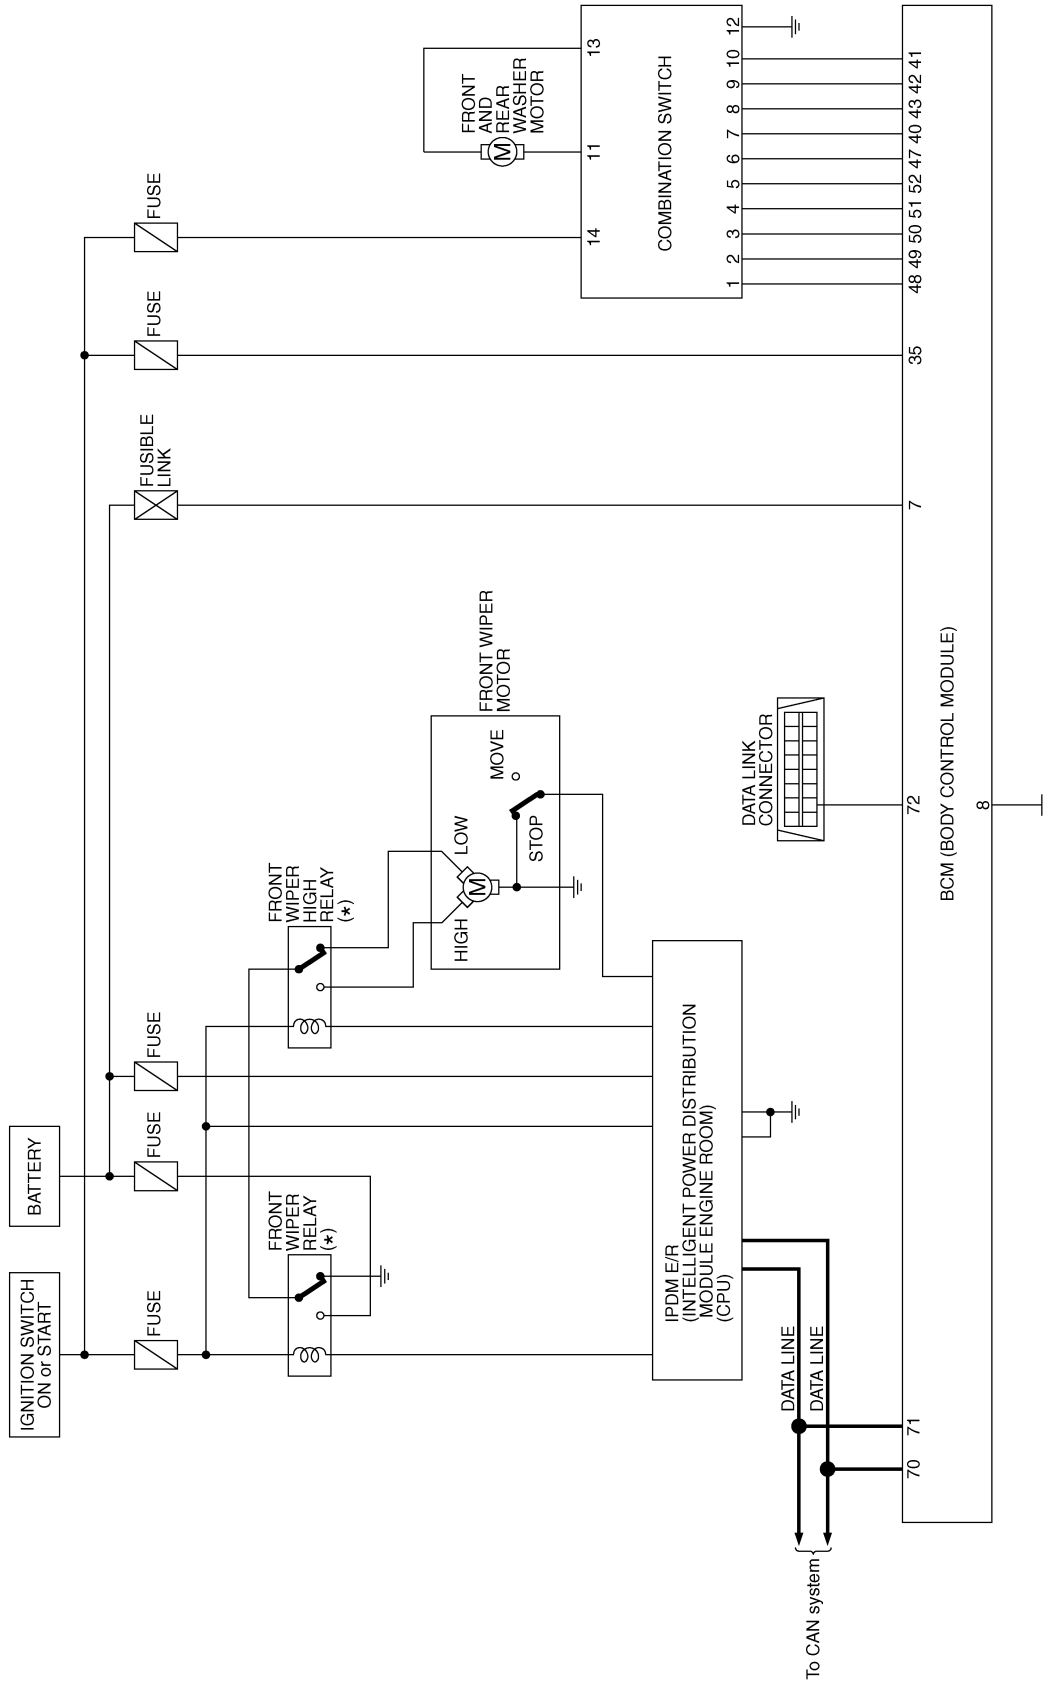 IGNITION SWITCH
ON or START
BATTERY
FUSE
FUSE
FUSE
FUSIBLE
LINK
FUSE
FUSE
FRONT
WIPER
RELAY
(*)
FRONT
WIPER
HIGH
RELAY
(*)
FRONT WIPER
MOTOR
HIGH
LOW
M
MOVE
STOP
FRONT
AND
REAR
WASHER
MOTOR
M
14
11
13
COMBINATION SWITCH
1 2 3 4 5 6 7 8 9 10 12
IPDM E/R
(INTELLIGENT POWER DISTRIBUTION
MODULE ENGINE ROOM)
(CPU)
DATA LINK
CONNECTOR
DATA LINE
DATA LINE
To CAN system
70 71 72 7 35 48 49 50 51 52 47 40 43 42 41
BCM (BODY CONTROL MODULE)
8